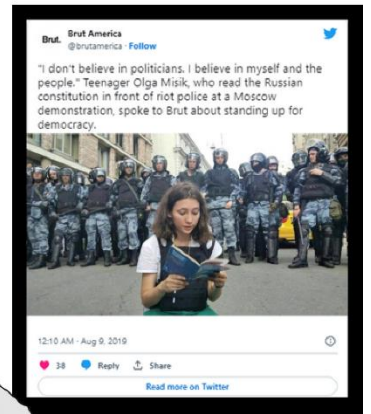 Brut.
Brut America
@brutamerica · Follow
"I don't believe in politicians. I believe in myself and the
people." Teenager Olga Misik, who read the Russian
constitution in front of riot police at a Moscow
demonstration, spoke to Brut about standing up for
democracy.
12:10 AM · Aug 9, 2019
38 Reply Share
Read more on Twitter